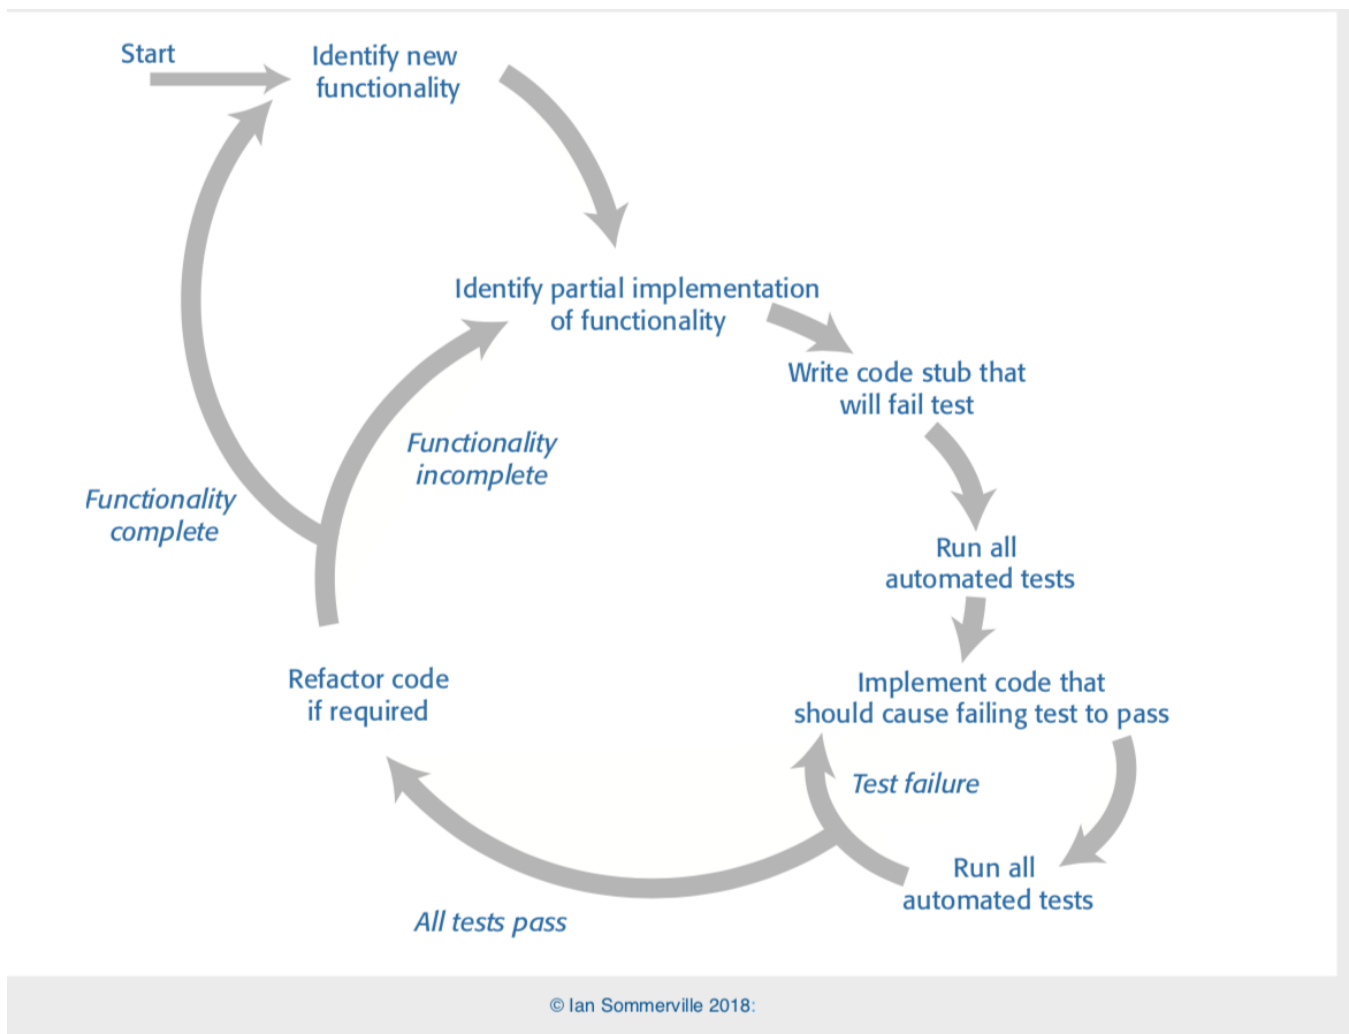 Start
Identify new
functionality
Identify partial implementation
of functionality
Write code stub that
will fail test
Functionality
incomplete
Functionality
complete
Run all
automated tests
Refactor code
if required
Implement code that
should cause failing test to pass
Test failure
Run all
automated tests
All tests pass
© Ian Sommerville 2018: